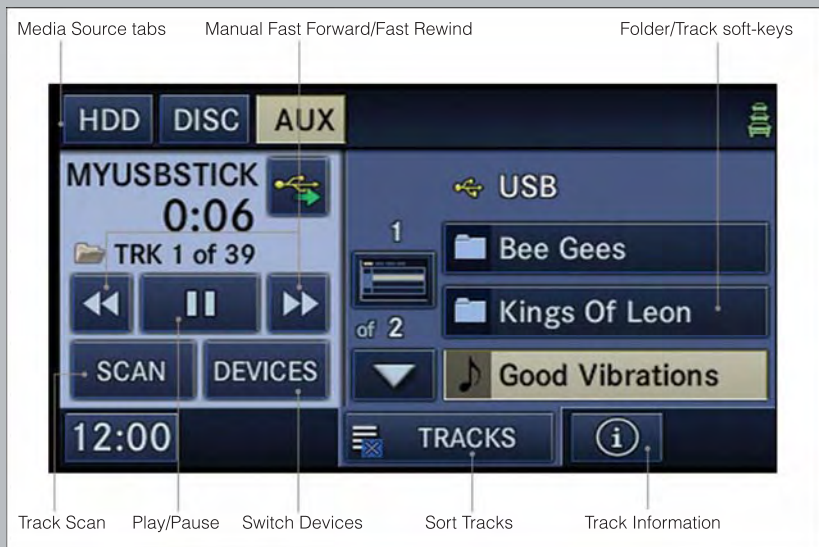 Media Source tabs
Manual Fast Forward/Fast Rewind
Folder/Track soft-keys
HDD
DISC
AUX
MYUSBSTICK
0:06
TRK 1 of 39
SCAN
DEVICES
12:00
USB
1
of 2
Bee Gees
Kings Of Leon
Good Vibrations
TRACKS
i
Track Scan
Play/Pause
Switch Devices
Sort Tracks
Track Information